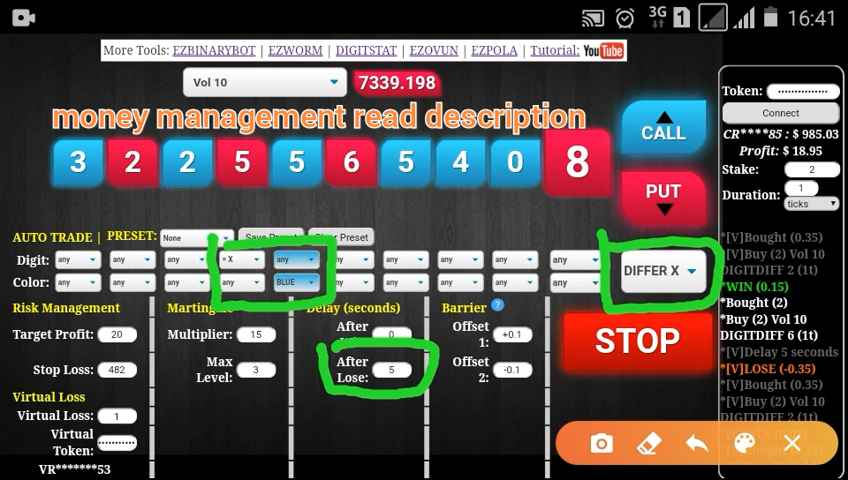 3G 1 16:41
More Tools: EZBINARYBOT | EZWORM | DIGITSTAT | EZOVUN | EZPOLA | Tutorial: YouTube
Vol 10 7339.198
money management read description
3 2 2 5 5 6 5 4 0 8
CALL
PUT
Token:
Connect
CR****85 : $ 985.03
Profit: $ 18.95
Stake: 2
Duration: 1
ticks
AUTO TRADE | PRESET: None Save Preset Clear Preset
Digit: any any any = X any any any any any any
Color: any any any any BLUE any any any any any
DIFFER X
Risk Management
Target Profit: 20
Stop Loss: 482
Virtual Loss
Virtual Loss: 1
Virtual Token:
VR*******53
Multiplier: 15
Max Level: 3
Delay (seconds)
After 0
After Lose: 5
Barrier ?
Offset 1: +0.1
Offset 2: -0.1
STOP
*[V]Bought (0.35)
*[V]Buy (2) Vol 10
DIGITDIFF 2 (1t)
*WIN (0.15)
*Bought (2)
*Buy (2) Vol 10
DIGITDIFF 6 (1t)
*[V]Delay 5 seconds
*[V]LOSE (-0.35)
*[V]Bought (0.35)
*[V]Buy (2) Vol 10
DIGITDIFF 2 (1t)